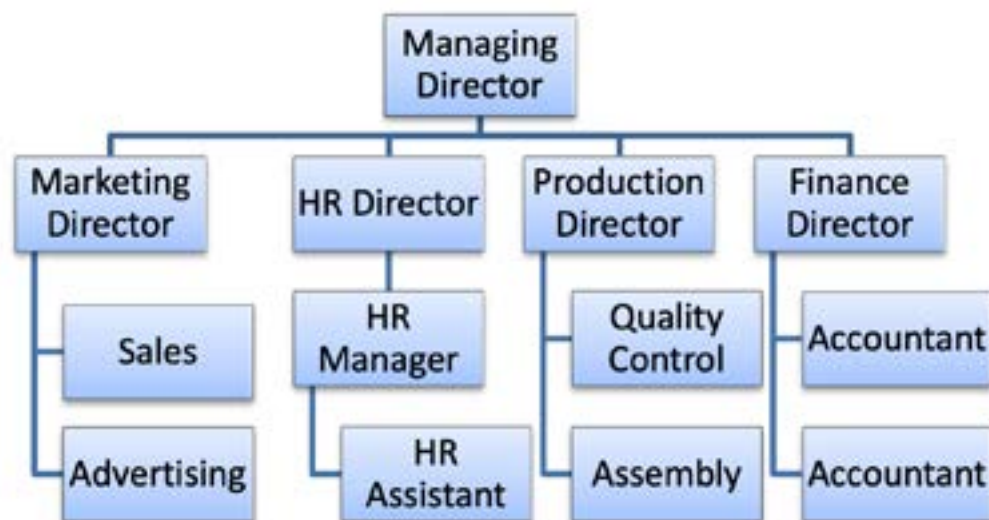 Managing
Director
Marketing
Director
HR Director
Production
Director
Finance
Director
Sales
Advertising
HR
Manager
HR
Assistant
Quality
Control
Assembly
Accountant
Accountant